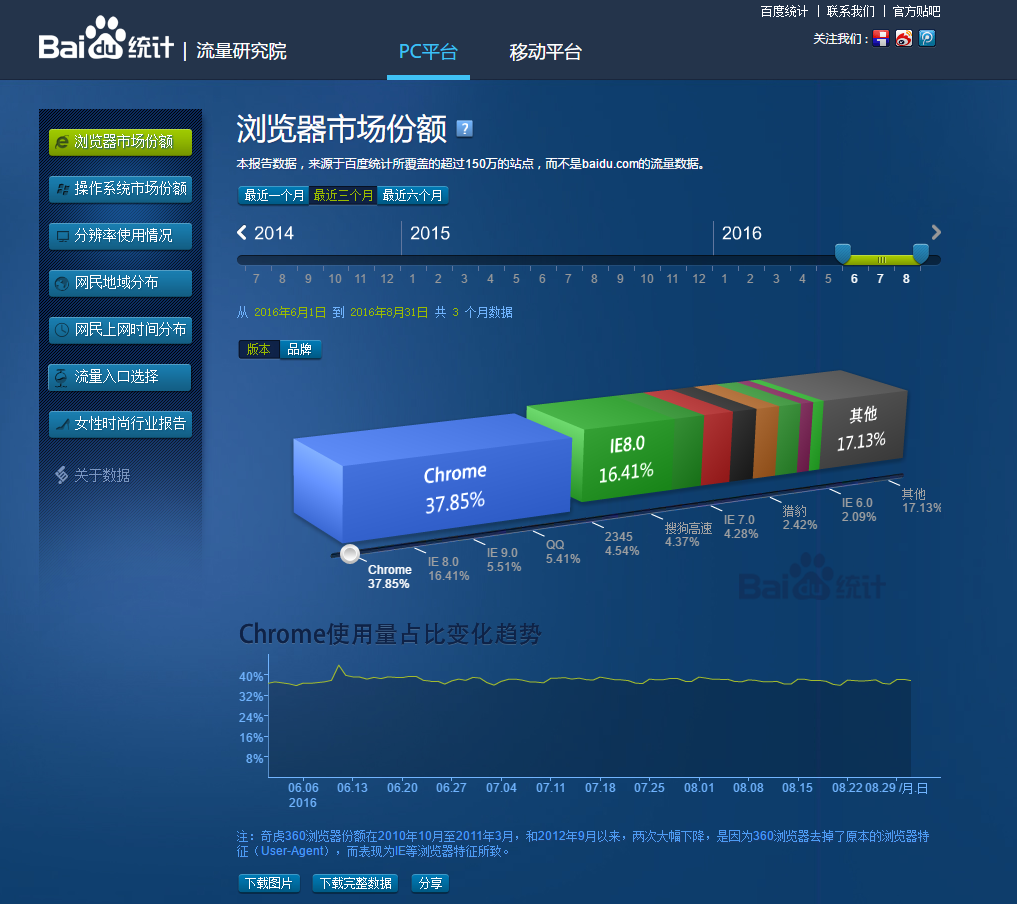 百度统计 | 联系我们 | 官方贴吧
关注我们：
Bai du 统计 | 流量研究院
PC平台
移动平台
浏览器市场份额
操作系统市场份额
分辨率使用情况
网民地域分布
网民上网时间分布
流量入口选择
女性时尚行业报告
关于数据
浏览器市场份额 ?
本报告数据，来源于百度统计所覆盖的超过150万的站点，而不是baidu.com的流量数据。
最近一个月 最近三个月 最近六个月
2014 2015 2016
7 8 9 10 11 12 1 2 3 4 5 6 7 8 9 10 11 12 1 2 3 4 5 6 7 8
从 2016年6月1日 到 2016年8月31日 共 3 个月数据
版本 品牌
Chrome
37.85%
IE8.0
16.41%
其他
17.13%
Chrome
37.85%
IE 8.0
16.41%
IE 9.0
5.51%
QQ
5.41%
2345
4.54%
搜狗高速
4.37%
IE 7.0
4.28%
猎豹
2.42%
IE 6.0
2.09%
其他
17.13%
Bai du 统计
Chrome使用量占比变化趋势
40%
32%
24%
16%
8%
06.06 06.13 06.20 06.27 07.04 07.11 07.18 07.25 08.01 08.08 08.15 08.22 08.29 /月.日
2016
注：奇虎360浏览器份额在2010年10月至2011年3月，和2012年9月以来，两次大幅下降，是因为360浏览器去掉了原本的浏览器特
征（User-Agent），而表现为IE等浏览器特征所致。
下载图片 下载完整数据 分享